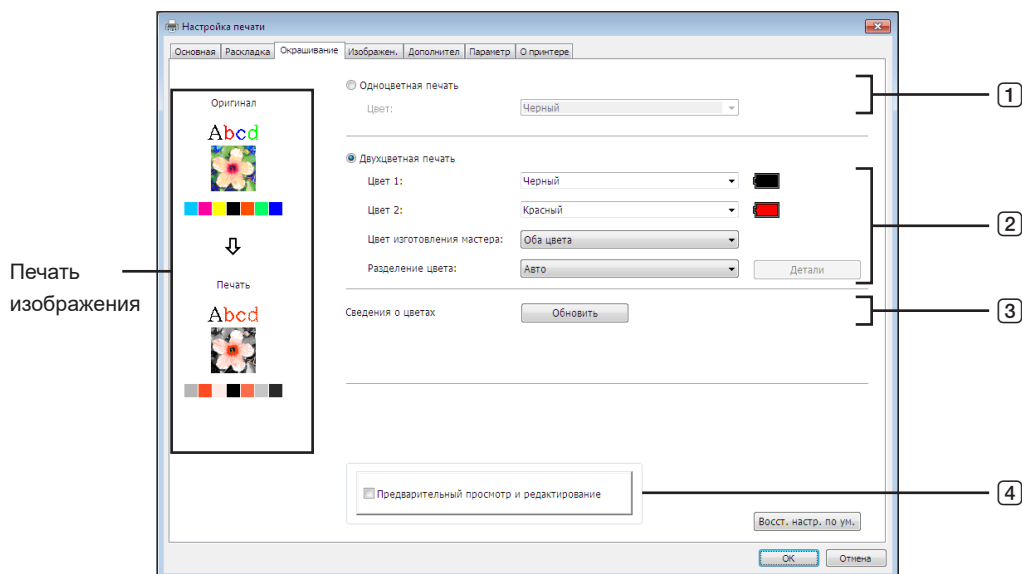 Настройка печати
Основная Раскладка Окрашивание Изображен. Дополнител Параметр О принтере
Оригинал
Abcd
Печать
Abcd
Печать
изображения
Одноцветная печать
Цвет: Черный
1
Двухцветная печать
Цвет 1: Черный
Цвет 2: Красный
Цвет изготовления мастера: Оба цвета
Разделение цвета: Авто Детали
2
Сведения о цветах Обновить
3
Предварительный просмотр и редактирование
4
Восст. настр. по ум.
OK Отмена